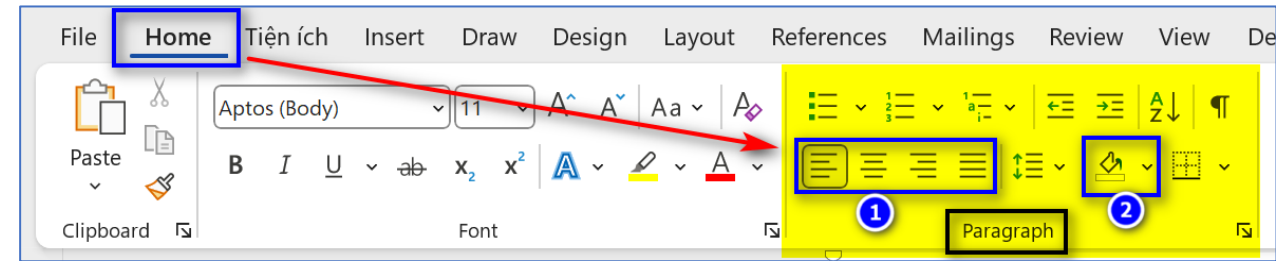 File Home Tiện ích Insert Draw Design Layout References Mailings Review View De
Aptos (Body) 11 A A Aa A
Paste B I U ab x2 x2 A A
1 2
Clipboard Font Paragraph